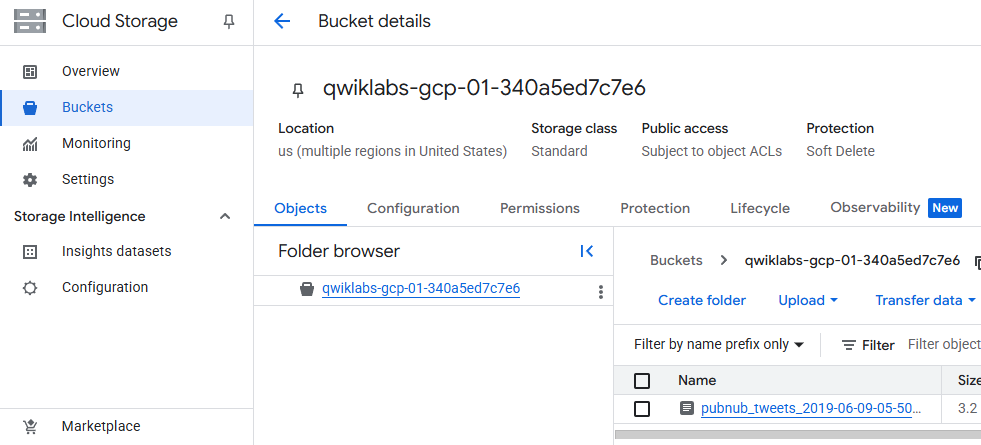 Cloud Storage
Bucket details
Overview
Buckets
Monitoring
Settings
Storage Intelligence
Insights datasets
Configuration
Marketplace
qwiklabs-gcp-01-340a5ed7c7e6
Location
us (multiple regions in United States)
Storage class
Standard
Public access
Subject to object ACLs
Protection
Soft Delete
Objects Configuration Permissions Protection Lifecycle Observability New
Folder browser
qwiklabs-gcp-01-340a5ed7c7e6
Buckets > qwiklabs-gcp-01-340a5ed7c7e6
Create folder Upload Transfer data
Filter by name prefix only Filter Filter object
Name Size
pubnub_tweets_2019-06-09-05-50... 3.2